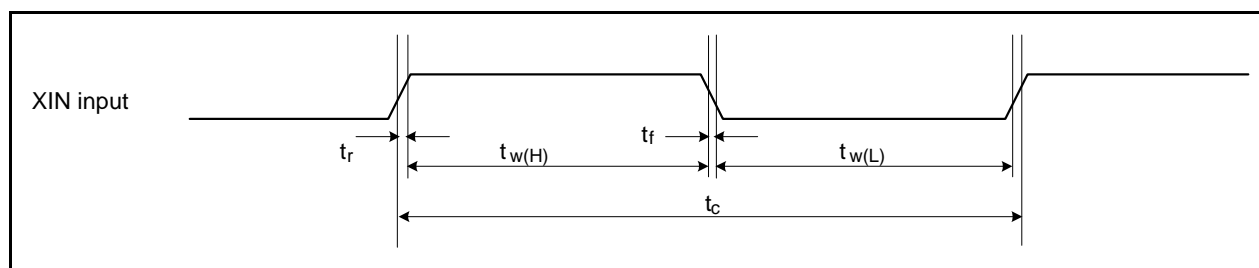 XIN input
tr
tw(H)
tf
tw(L)
tc